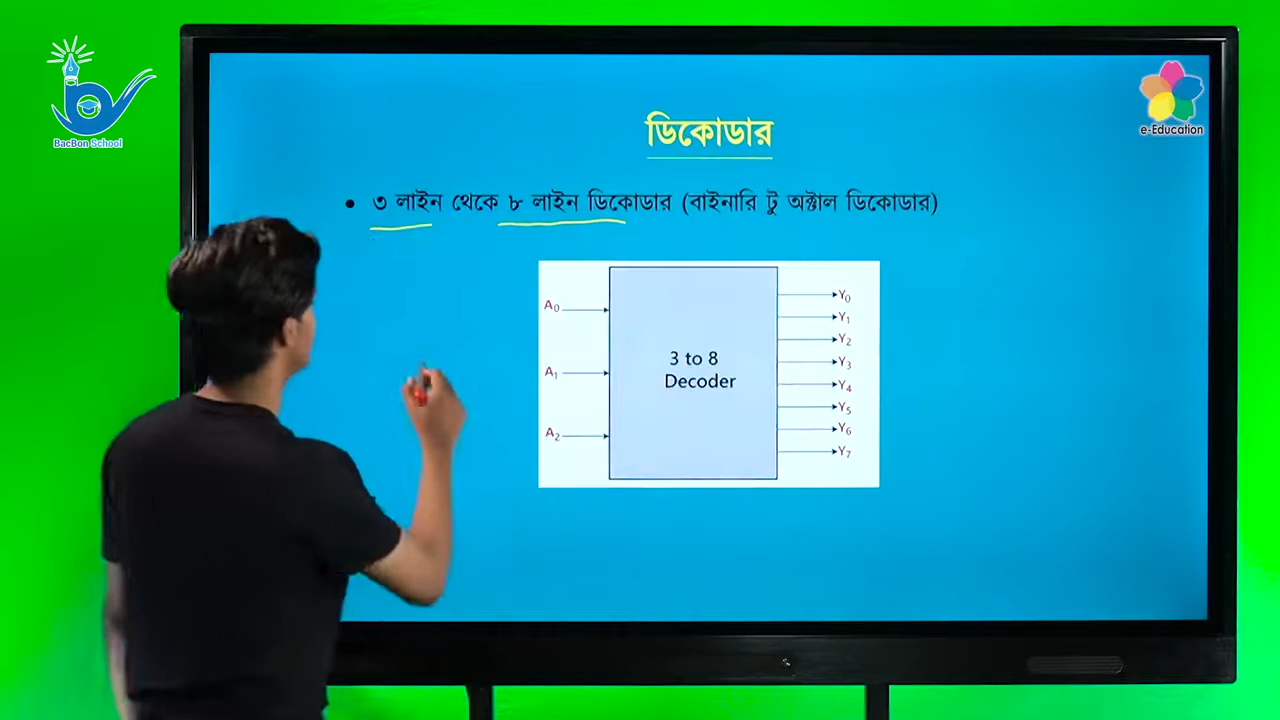 BacBon School
e-Education
ডিকোডার
• ৩ লাইন থেকে ৮ লাইন ডিকোডার (বাইনারি টু অক্টাল ডিকোডার)
A0
A1
A2
3 to 8
Decoder
Y0
Y1
Y2
Y3
Y4
Y5
Y6
Y7